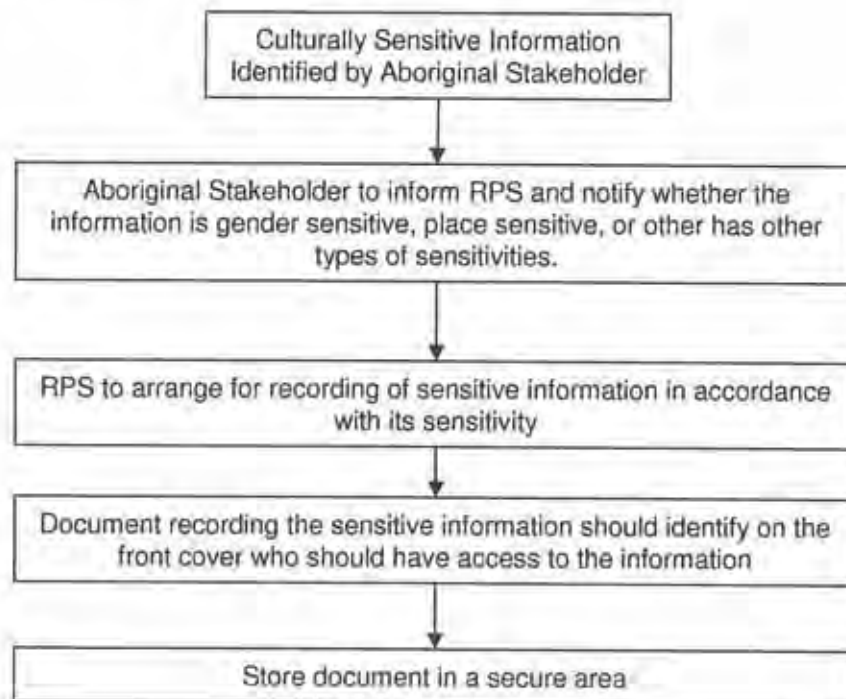 Culturally Sensitive Information
Identified by Aboriginal Stakeholder
Aboriginal Stakeholder to inform RPS and notify whether the
information is gender sensitive, place sensitive, or other has other
types of sensitivities.
RPS to arrange for recording of sensitive information in accordance
with its sensitivity
Document recording the sensitive information should identify on the
front cover who should have access to the information
Store document in a secure area